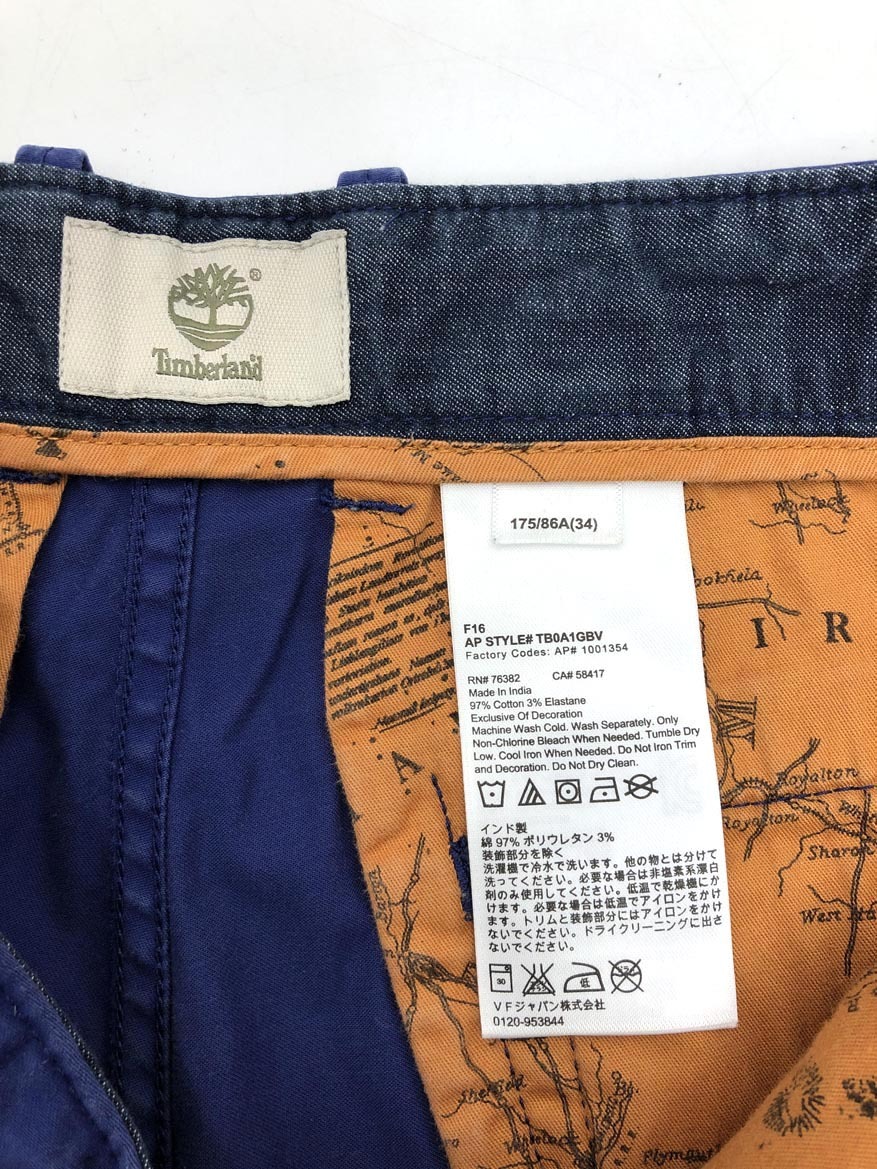 ®
Timberland®
175/86A(34)
F16
AP STYLE# TB0A1GBV
Factory Codes: AP# 1001354
RN# 76382 CA# 58417
Made In India
97% Cotton 3% Elastane
Exclusive Of Decoration
Machine Wash Cold. Wash Separately. Only
Non-Chlorine Bleach When Needed. Tumble Dry
Low. Cool Iron When Needed. Do Not Iron Trim
and Decoration. Do Not Dry Clean.
インド製
綿 97% ポリウレタン 3%
装飾部分を除く
洗濯機で冷水で洗います。他の物とは分けて
洗ってください。必要な場合は非塩素系漂白
剤のみ使用してください。低温で乾燥機にか
けます。必要な場合は低温でアイロンをかけ
ます。トリムと装飾部分にはアイロンをかけ
ないでください。ドライクリーニングに出さ
ないでください。
30 低
VFジャパン株式会社
0120-953844
I R
W
A
Royalton
Royalton
Sharon
West
Plymouth